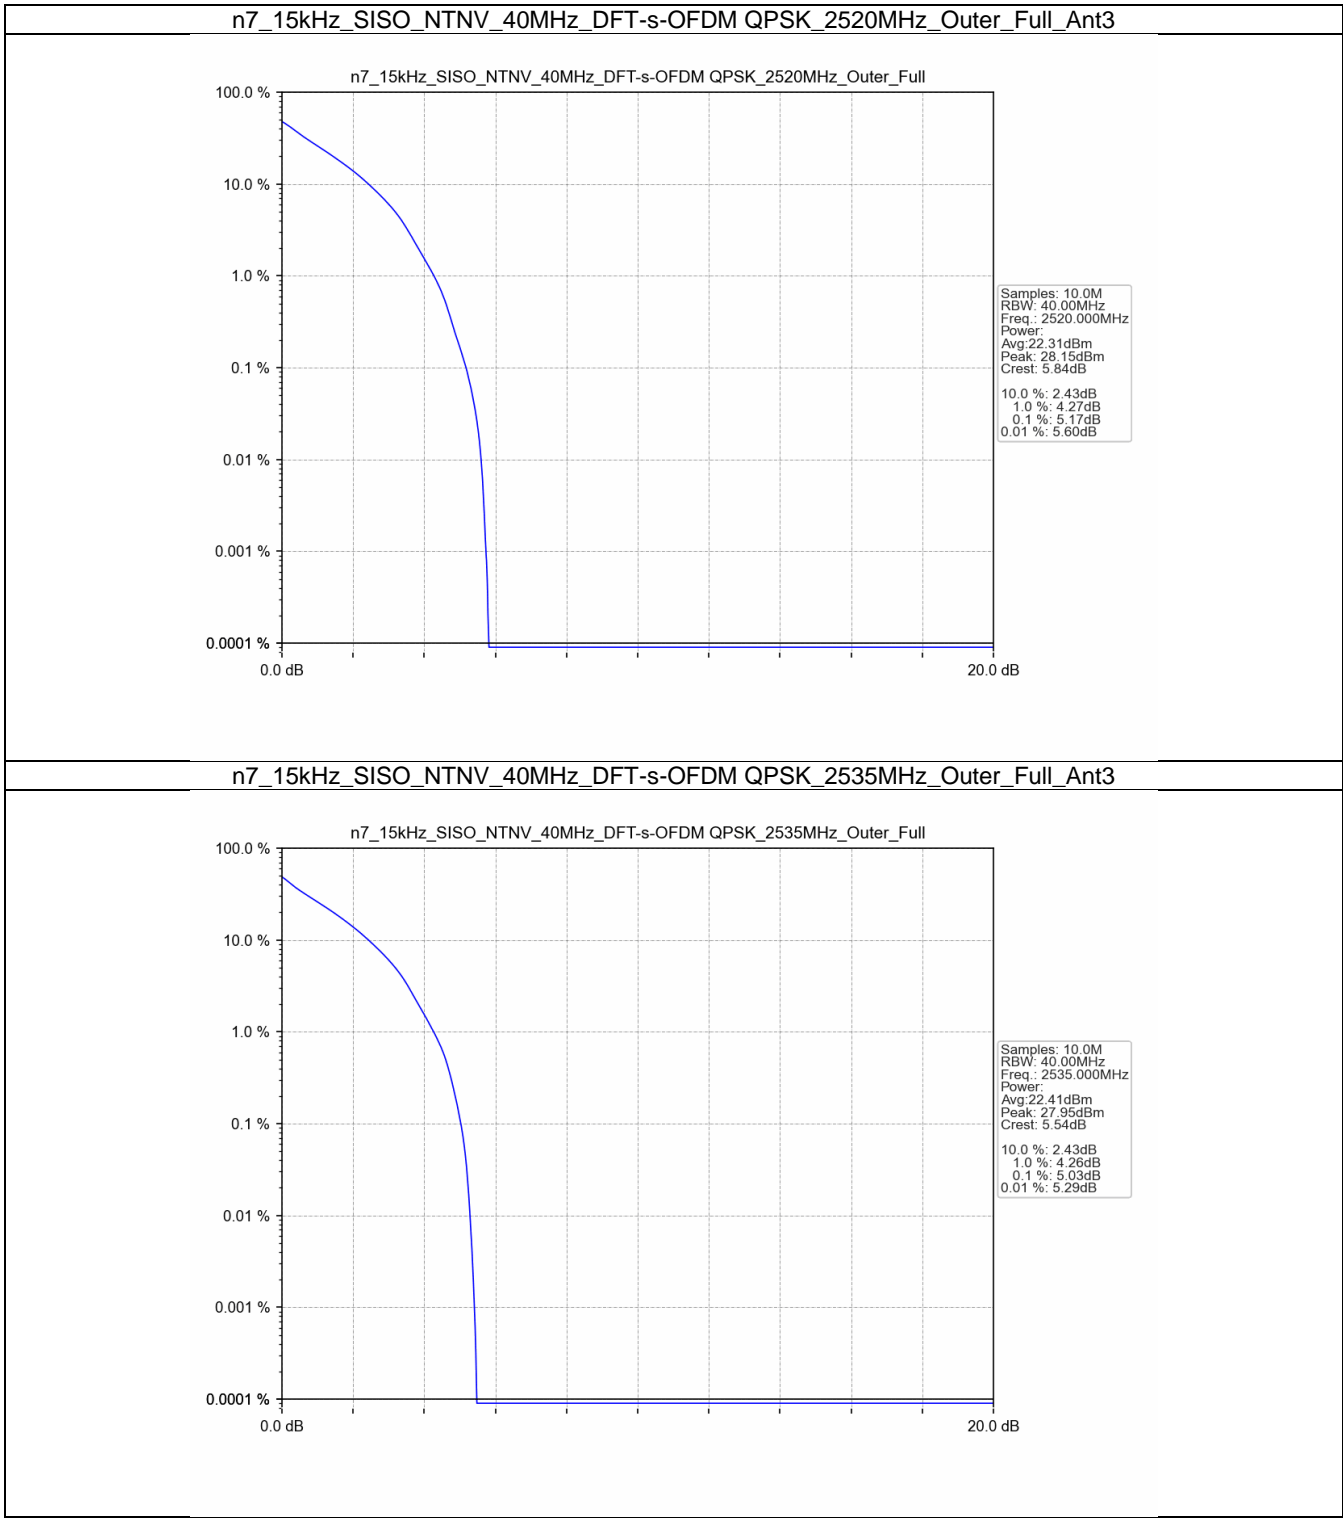 n7_15kHz_SISO_NTNV_40MHz_DFT-s-OFDM QPSK_2520MHz_Outer_Full_Ant3
n7_15kHz_SISO_NTNV_40MHz_DFT-s-OFDM QPSK_2520MHz_Outer_Full
100.0 %
10.0 %
1.0 %
0.1 %
0.01 %
0.001 %
0.0001 %
0.0 dB
20.0 dB
Samples: 10.0M
RBW: 40.00MHz
Freq.: 2520.000MHz
Power:
Avg:22.31dBm
Peak: 28.15dBm
Crest: 5.84dB
10.0 %: 2.43dB
1.0 %: 4.27dB
0.1 %: 5.17dB
0.01 %: 5.60dB
n7_15kHz_SISO_NTNV_40MHz_DFT-s-OFDM QPSK_2535MHz_Outer_Full_Ant3
n7_15kHz_SISO_NTNV_40MHz_DFT-s-OFDM QPSK_2535MHz_Outer_Full
100.0 %
10.0 %
1.0 %
0.1 %
0.01 %
0.001 %
0.0001 %
0.0 dB
20.0 dB
Samples: 10.0M
RBW: 40.00MHz
Freq.: 2535.000MHz
Power:
Avg:22.41dBm
Peak: 27.95dBm
Crest: 5.54dB
10.0 %: 2.43dB
1.0 %: 4.26dB
0.1 %: 5.03dB
0.01 %: 5.29dB